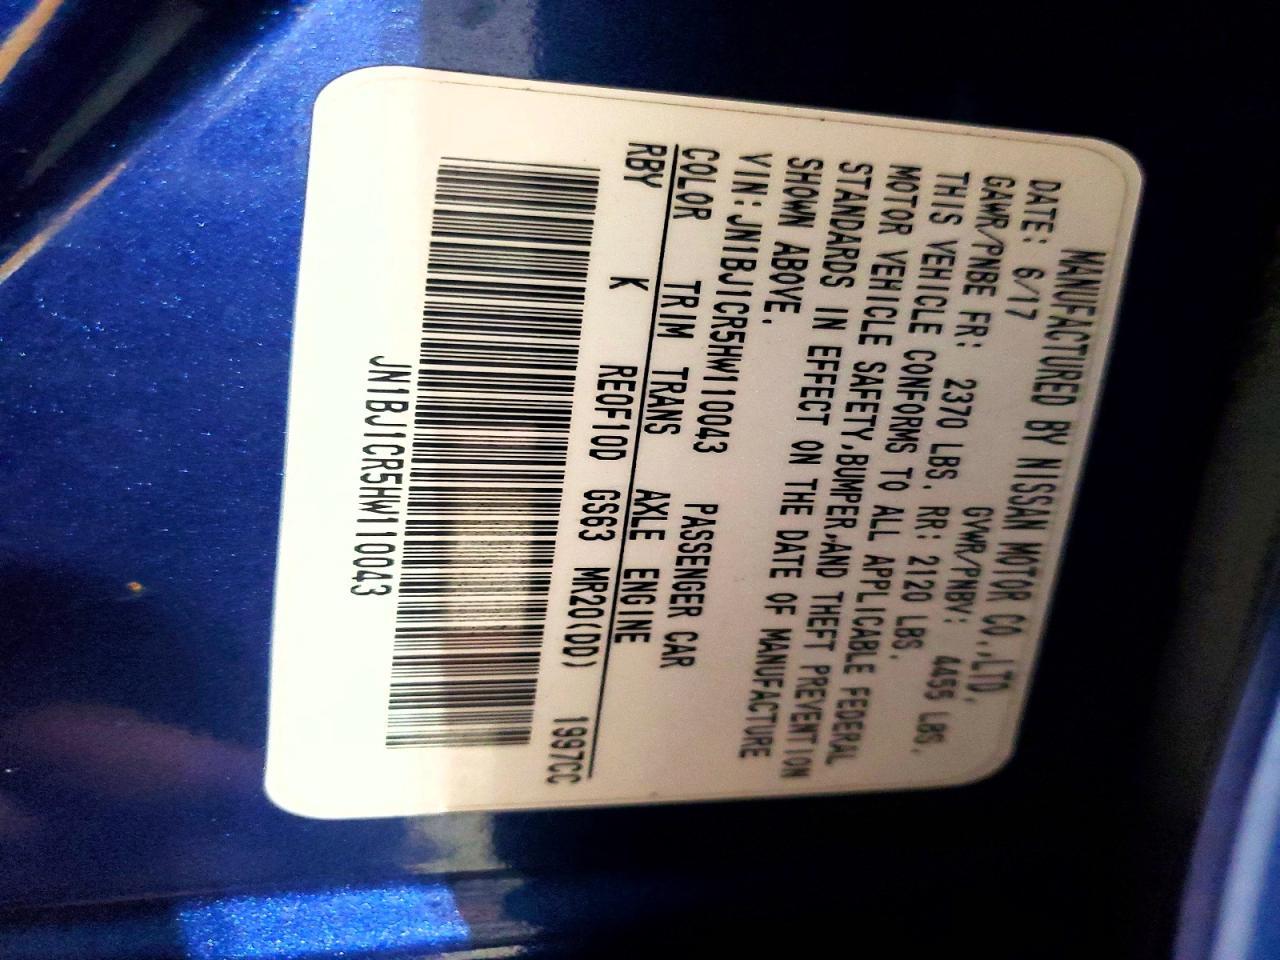 MANUFACTURED BY NISSAN MOTOR CO.,LTD.
DATE: 6/17 GVWR/PNBV: 4455 LBS.
GAWR/PNBE FR: 2370 LBS. RR: 2120 LBS.
THIS VEHICLE CONFORMS TO ALL APPLICABLE FEDERAL
MOTOR VEHICLE SAFETY,BUMPER,AND THEFT PREVENTION
STANDARDS IN EFFECT ON THE DATE OF MANUFACTURE
SHOWN ABOVE.
VIN:JN1BJ1CR5HW110043 PASSENGER CAR
COLOR TRIM TRANS AXLE ENGINE
RBY K REOF10D GS63 MR20(DD) 1997CC
JN1BJ1CR5HW110043